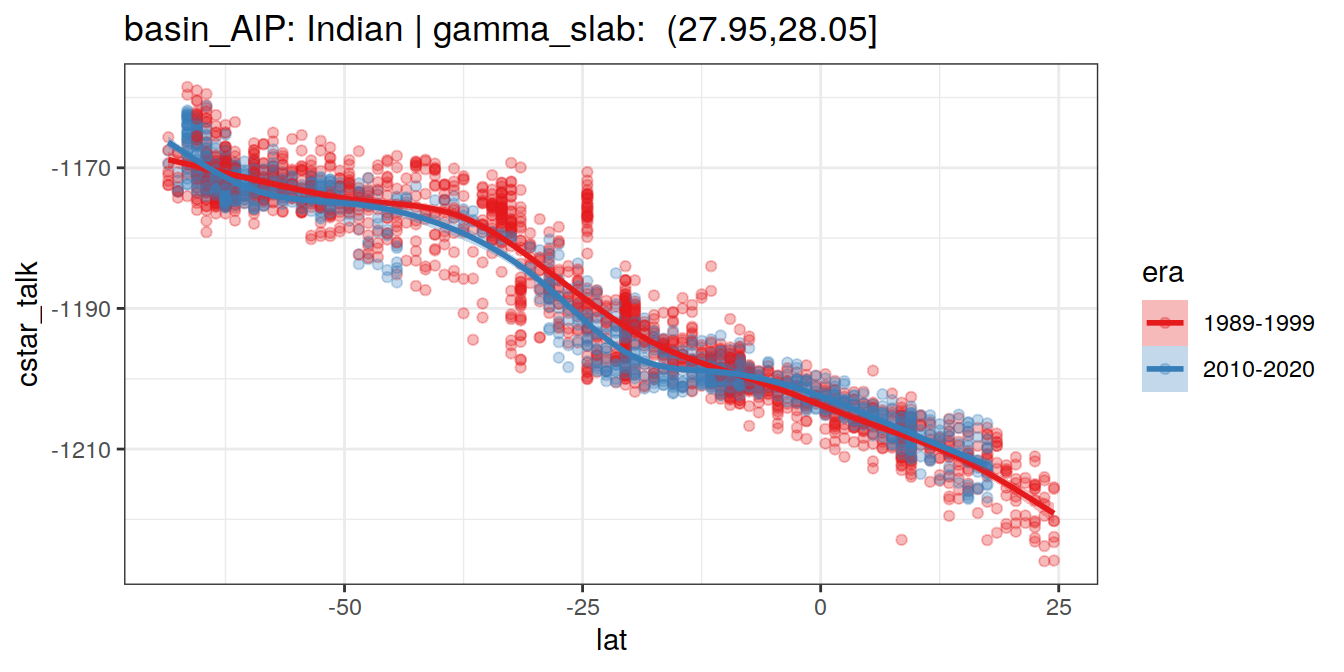 basin_AIP: Indian | gamma_slab:  (27.95,28.05]
-1170
-1190
-1210
cstar_talk
-50
-25
0
25
lat
era
1989-1999
2010-2020